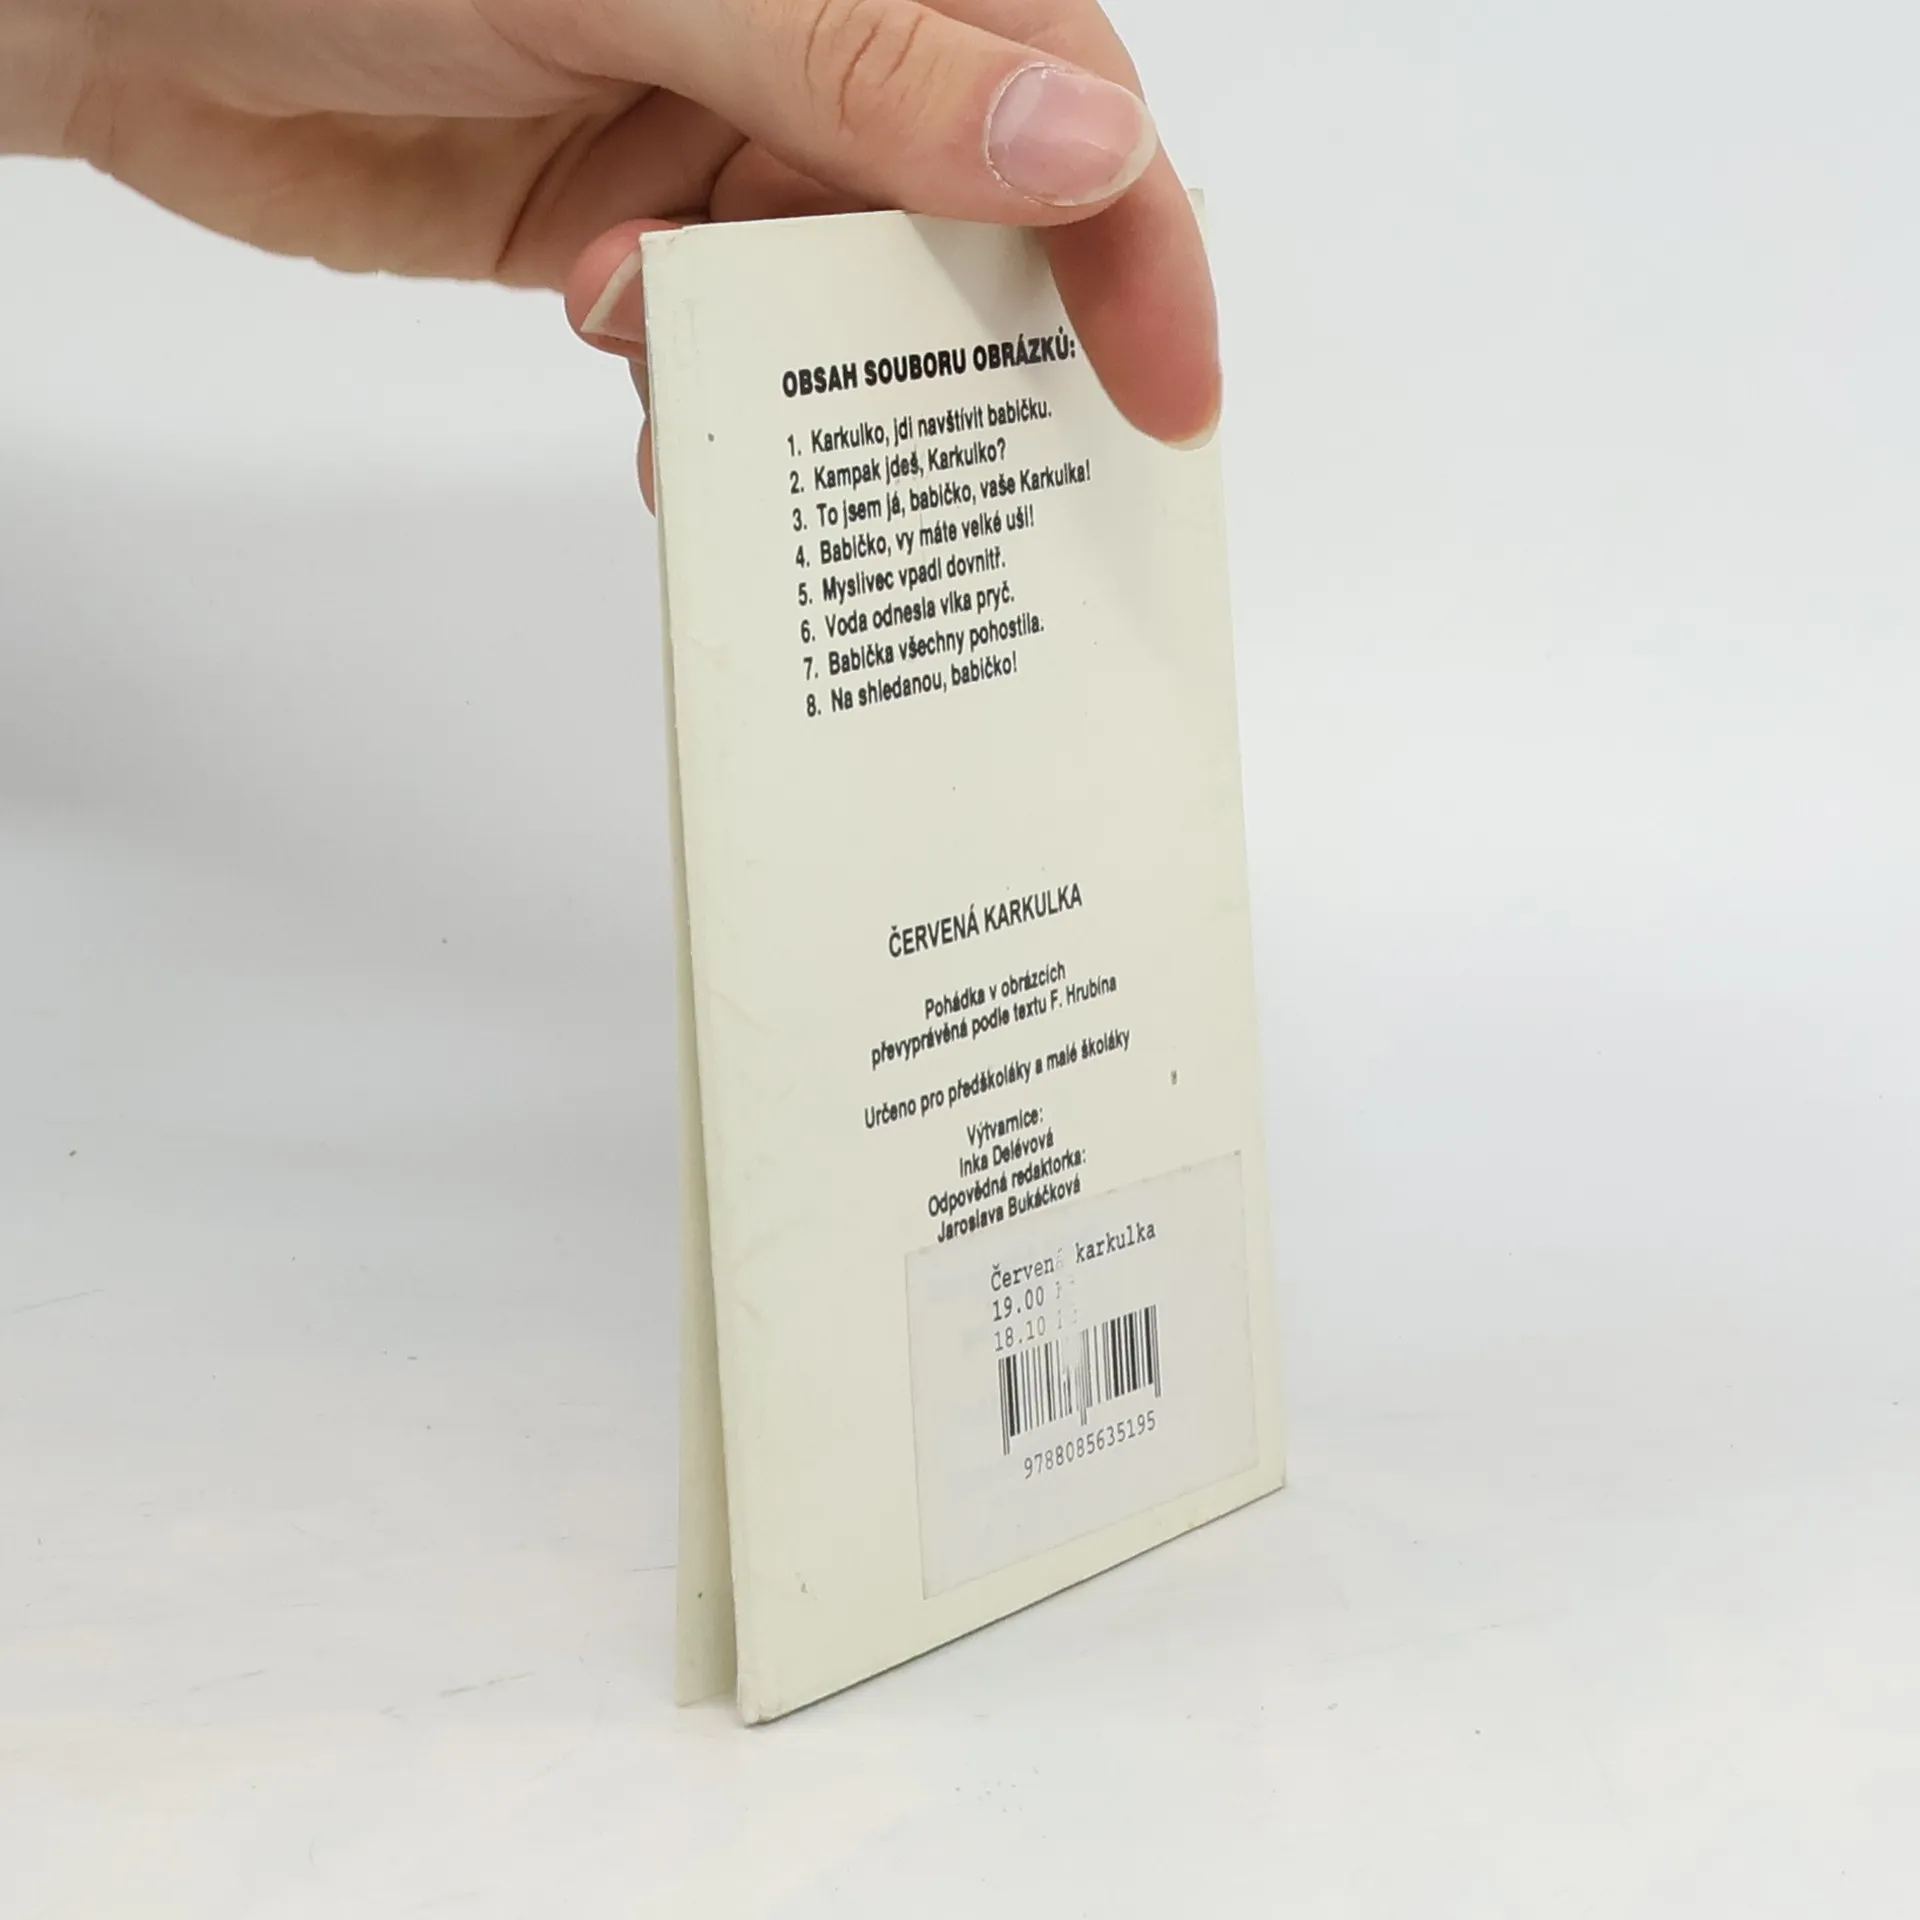 OBSAH SOUBORU OBRÁZKŮ:
1. Karkulko, jdi navštívit babičku.
2. Kampak jdeš, Karkulko?
3. To jsem já, babičko, vaše Karkulka!
4. Babičko, vy máte velké uši!
5. Myslivec vpadl dovnitř.
6. Voda odnesla vlka pryč.
7. Babička všechny pohostila.
8. Na shledanou, babičko!
ČERVENÁ KARKULKA
Pohádka v obrázcích
převyprávěná podle textu F. Hrubína
Určeno pro předškoláky a malé školáky
Výtvarnice:
Inka Delévová
Odpovědná redaktorka:
Jaroslava Bukáčková
Červená karkulka
19.00
18.10
9788085635195